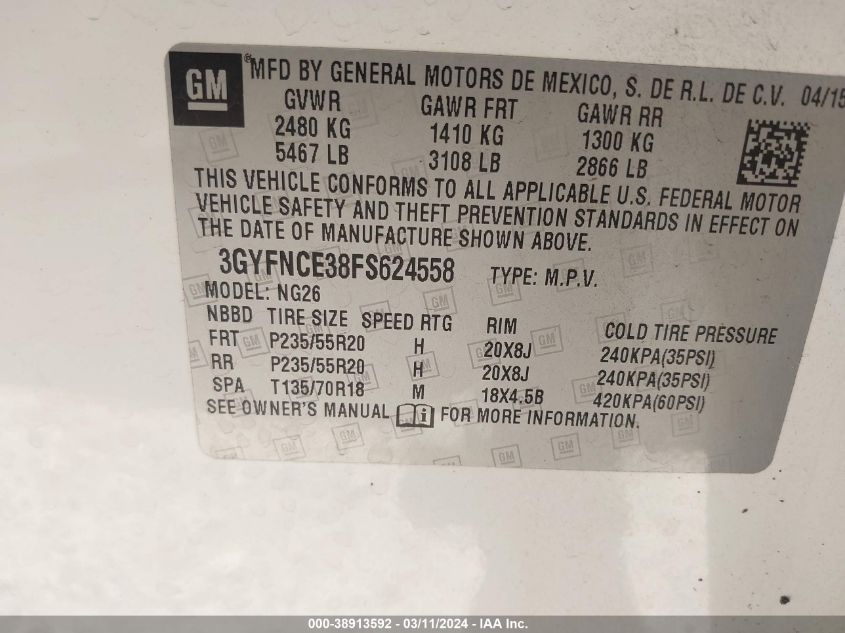 GM ® MFD BY GENERAL MOTORS DE MEXICO, S. DE R.L. DE C.V. 04/15
GVWR GAWR FRT GAWR RR
2480 KG 1410 KG 1300 KG
5467 LB 3108 LB 2866 LB
THIS VEHICLE CONFORMS TO ALL APPLICABLE U.S. FEDERAL MOTOR
VEHICLE SAFETY AND THEFT PREVENTION STANDARDS IN EFFECT ON
THE DATE OF MANUFACTURE SHOWN ABOVE.
3GYFNCE38FS624558 TYPE: M.P.V.
MODEL: NG26
NBBD TIRE SIZE SPEED RTG RIM COLD TIRE PRESSURE
FRT P235/55R20 H 20X8J 240KPA(35PSI)
RR P235/55R20 H 20X8J 240KPA(35PSI)
SPA T135/70R18 M 18X4.5B 420KPA(60PSI)
SEE OWNER'S MANUAL i FOR MORE INFORMATION.
000-38913592 - 03/11/2024 - IAA Inc.